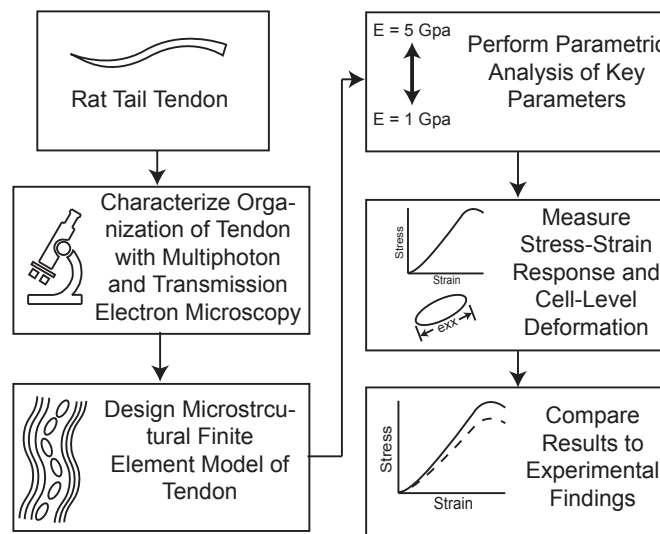 Rat Tail Tendon
Characterize Orga-
nization of Tendon
with Multiphoton
and Transmission
Electron Microscopy
Design Microstrcu-
tural Finite
Element Model of
Tendon
E = 5 Gpa
E = 1 Gpa
Perform Parametric
Analysis of Key
Parameters
Stress
Strain
exx
Measure
Stress-Strain
Response and
Cell-Level
Deformation
Stress
Strain
Compare
Results to
Experimental
Findings